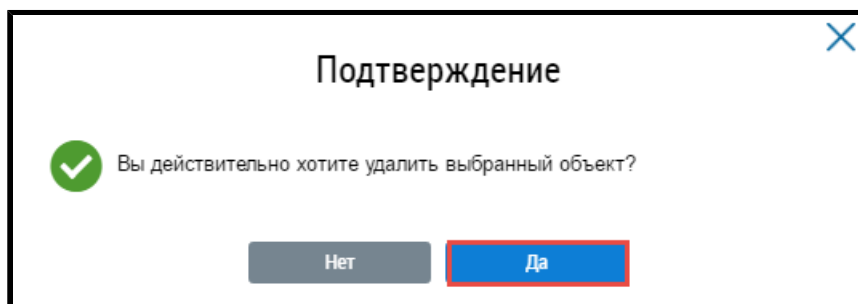 Подтверждение
Вы действительно хотите удалить выбранный объект?
Нет Да